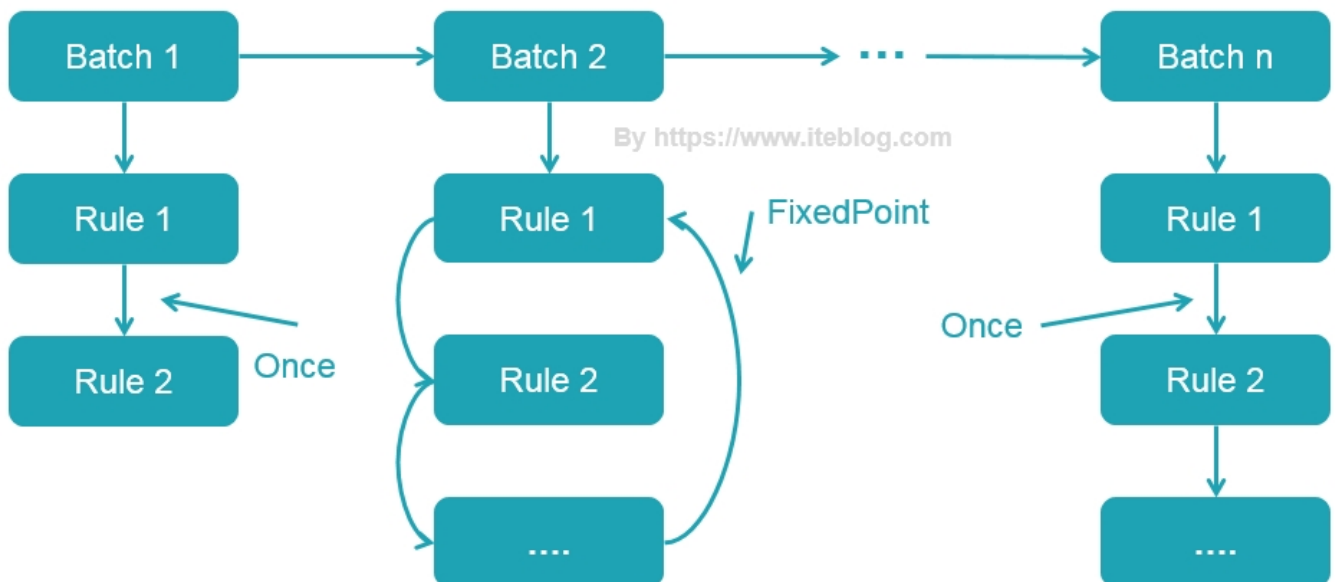 Batch 1
Batch 2
...
Batch n
By https://www.iteblog.com
Rule 1
Rule 1
FixedPoint
Rule 1
Once
Once
Rule 2
Rule 2
Rule 2
....
....